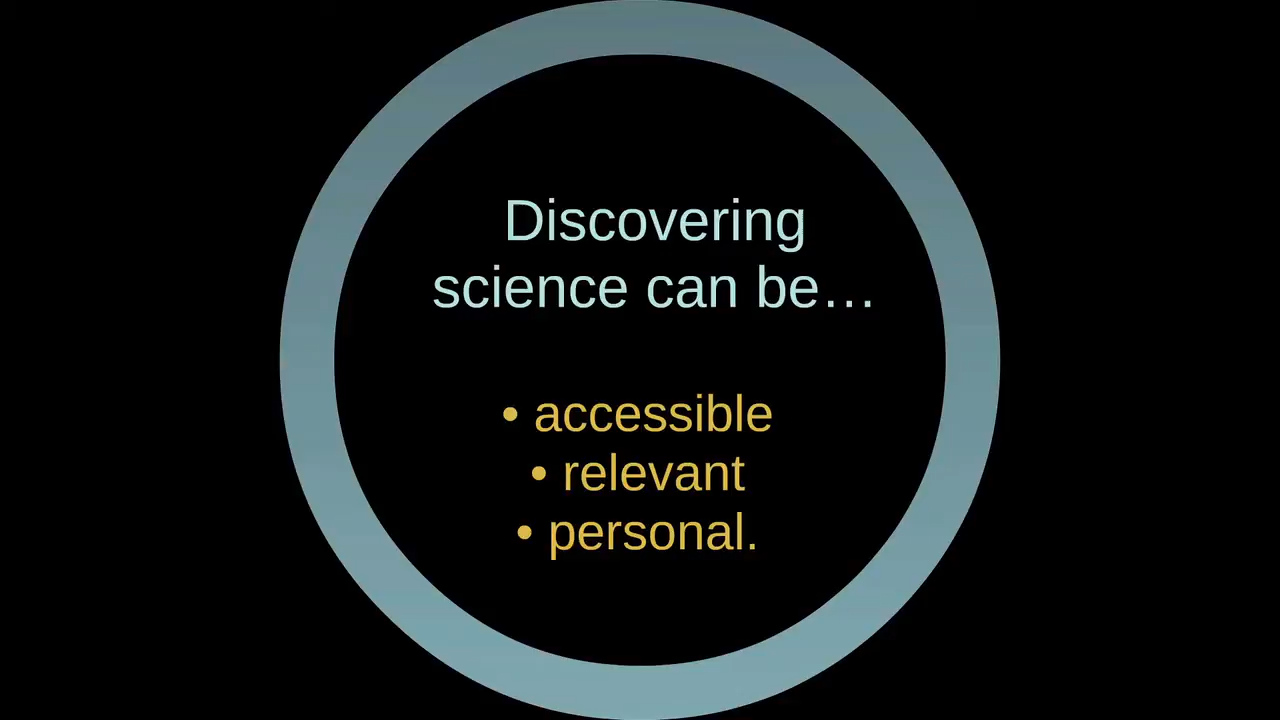 Discovering
science can be…
• accessible
• relevant
• personal.